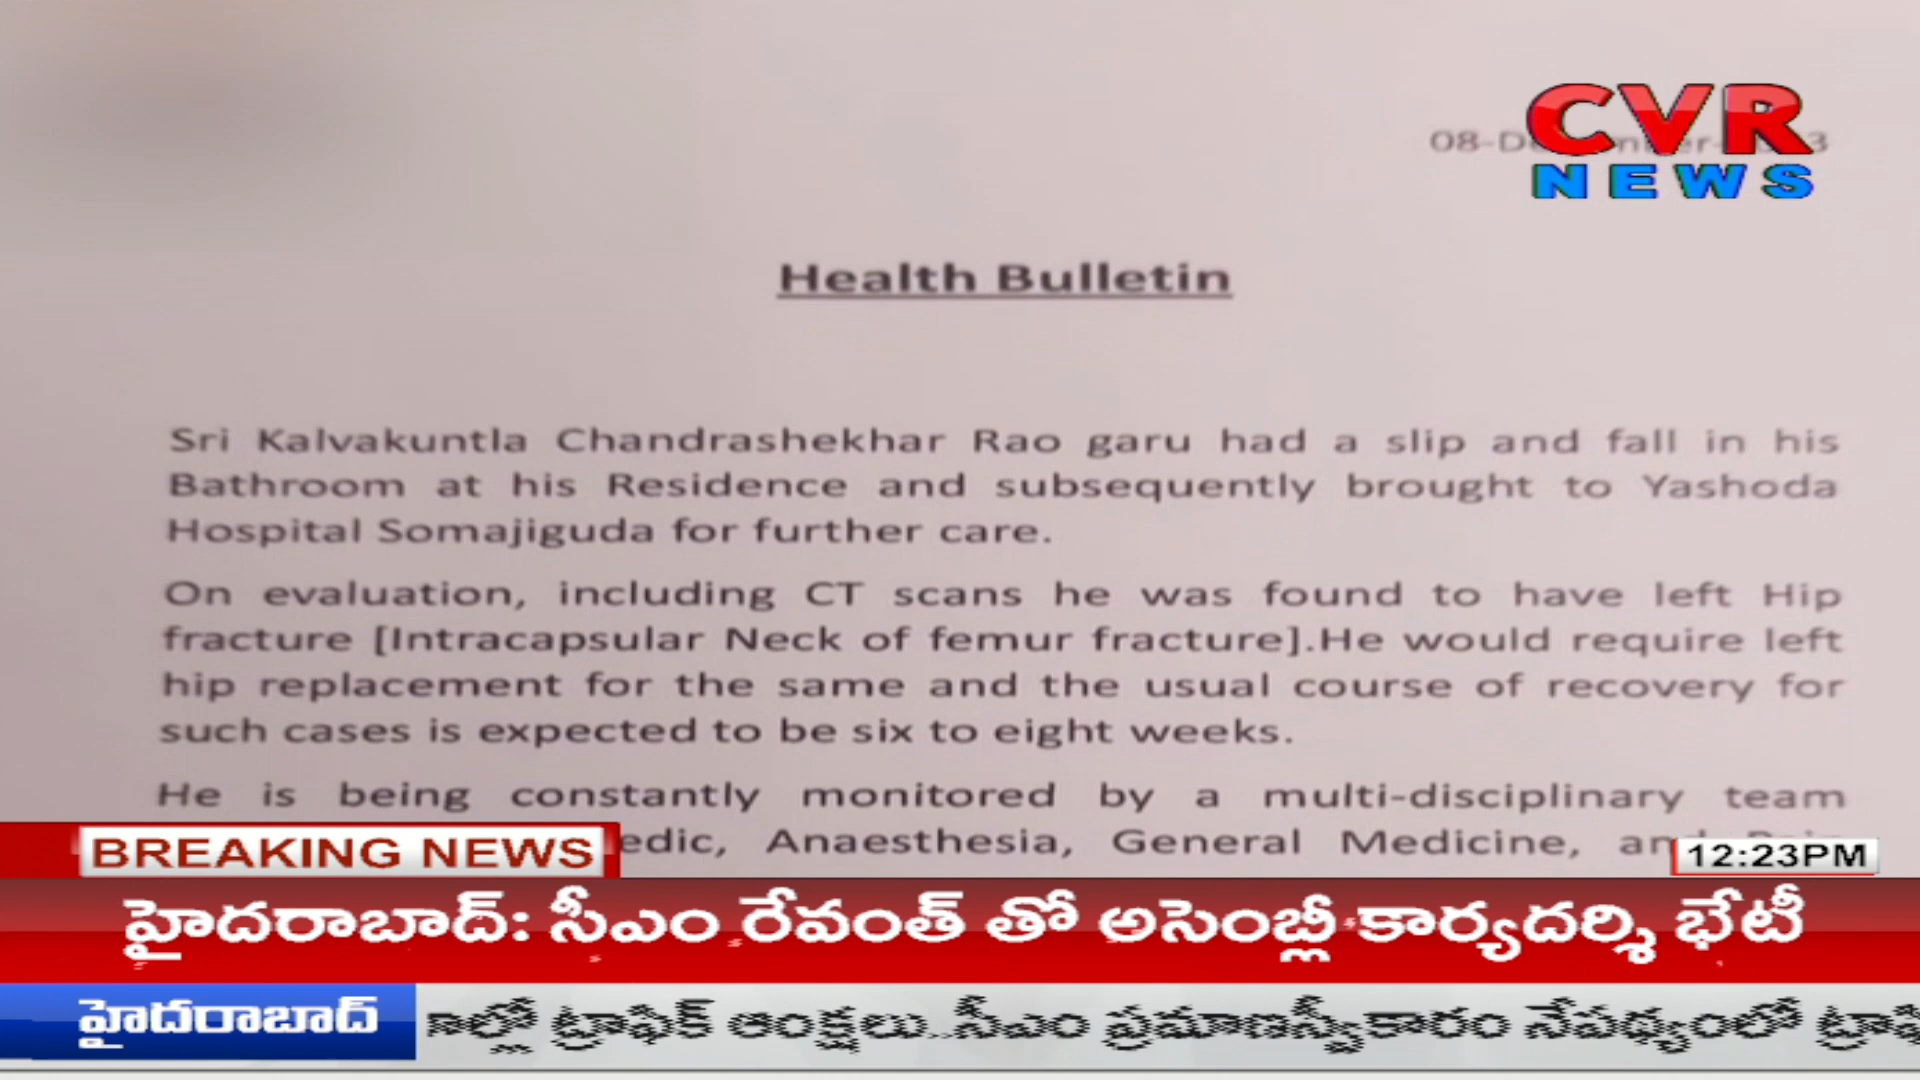 CVR
NEWS
Health Bulletin
Sri Kalvakuntla Chandrashekhar Rao garu had a slip and fall in his
Bathroom at his Residence and subsequently brought to Yashoda
Hospital Somajiguda for further care.
On evaluation, including CT scans he was found to have left Hip
fracture [Intracapsular Neck of femur fracture].He would require left
hip replacement for the same and the usual course of recovery for
such cases is expected to be six to eight weeks.
He is being constantly monitored by a multi-disciplinary team
Anaesthesia, General Medicine,
BREAKING NEWS
12:23PM
హైదరాబాద్: సీఎం రేవంత్ తో అసెంబ్లీ కార్యదర్శి భేటీ
హైదరాబాద్
ట్రాఫిక్ ఆంక్షలు..సీఎం ప్రమాణస్వీకారం నేపథ్యంలో